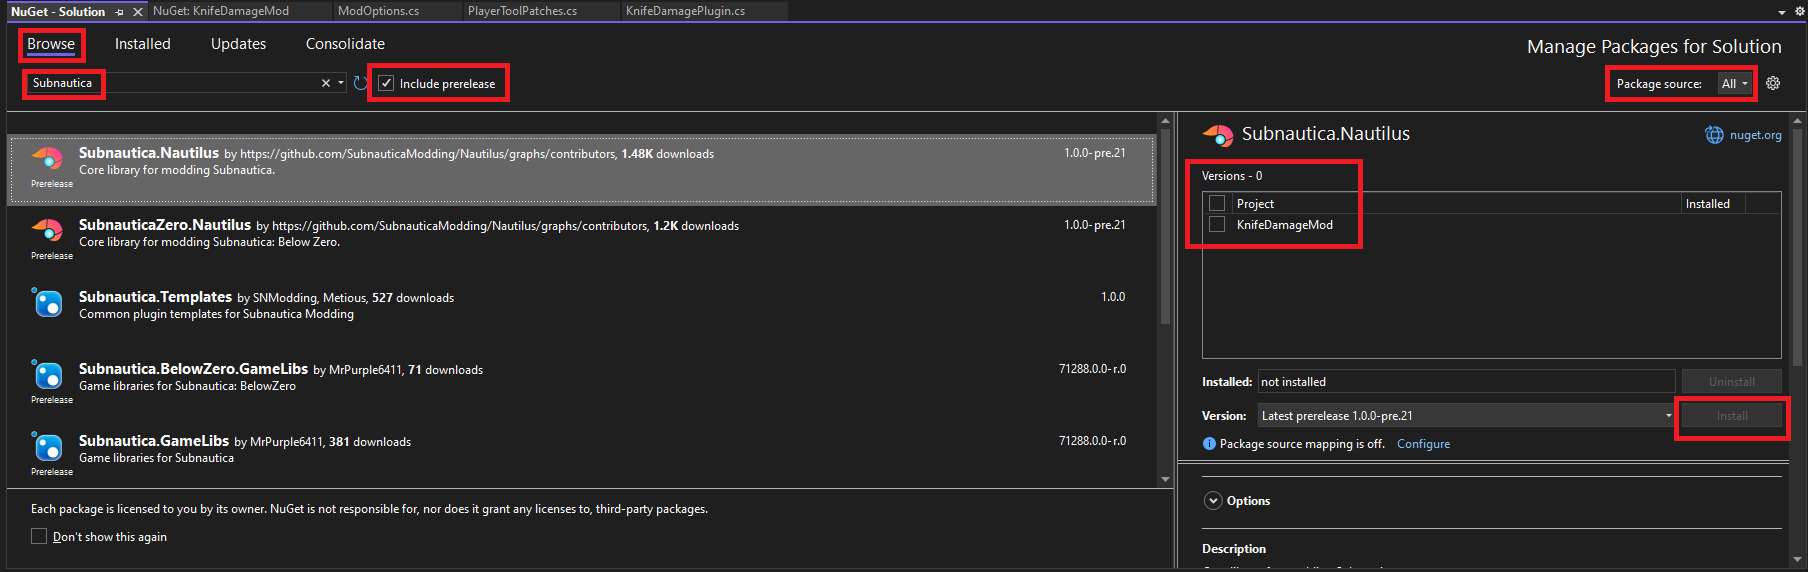 NuGet - Solution
NuGet: KnifeDamageMod
ModOptions.cs
PlayerToolPatches.cs
KnifeDamagePlugin.cs
Browse
Installed
Updates
Consolidate
Manage Packages for Solution
Subnautica
Include prerelease
Package source:
All
Subnautica.Nautilus by https://github.com/SubnauticaModding/Nautilus/graphs/contributors, 1.48K downloads
1.0.0-pre.21
Core library for modding Subnautica.
Prerelease
SubnauticaZero.Nautilus by https://github.com/SubnauticaModding/Nautilus/graphs/contributors, 1.2K downloads
1.0.0-pre.21
Core library for modding Subnautica: Below Zero.
Prerelease
Subnautica.Templates by SNModding, Metious, 527 downloads
1.0.0
Common plugin templates for Subnautica Modding
Subnautica.BelowZero.GameLibs by MrPurple6411, 71 downloads
71288.0.0-r.0
Game libraries for Subnautica: BelowZero
Prerelease
Subnautica.GameLibs by MrPurple6411, 381 downloads
71288.0.0-r.0
Game libraries for Subnautica
Prerelease
Each package is licensed to you by its owner. NuGet is not responsible for, nor does it grant any licenses to, third-party packages.
Don't show this again
Subnautica.Nautilus
nuget.org
Versions - 0
Project
Installed
KnifeDamageMod
Installed:
not installed
Uninstall
Version:
Latest prerelease 1.0.0-pre.21
Install
Package source mapping is off. Configure
Options
Description